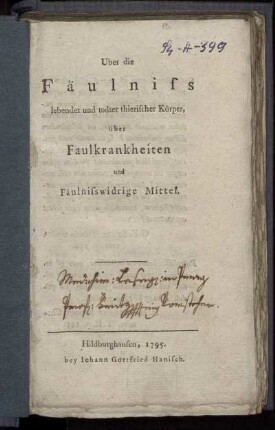 94-A-399
Uber die
Fäulniſs
lebender und todter thieriſcher Körper,
über
Faulkrankheiten
und
Fäulniſswidrige Mittel.
Hildburghauſen, 1795.
bey Iohann Gottfried Haniſch.